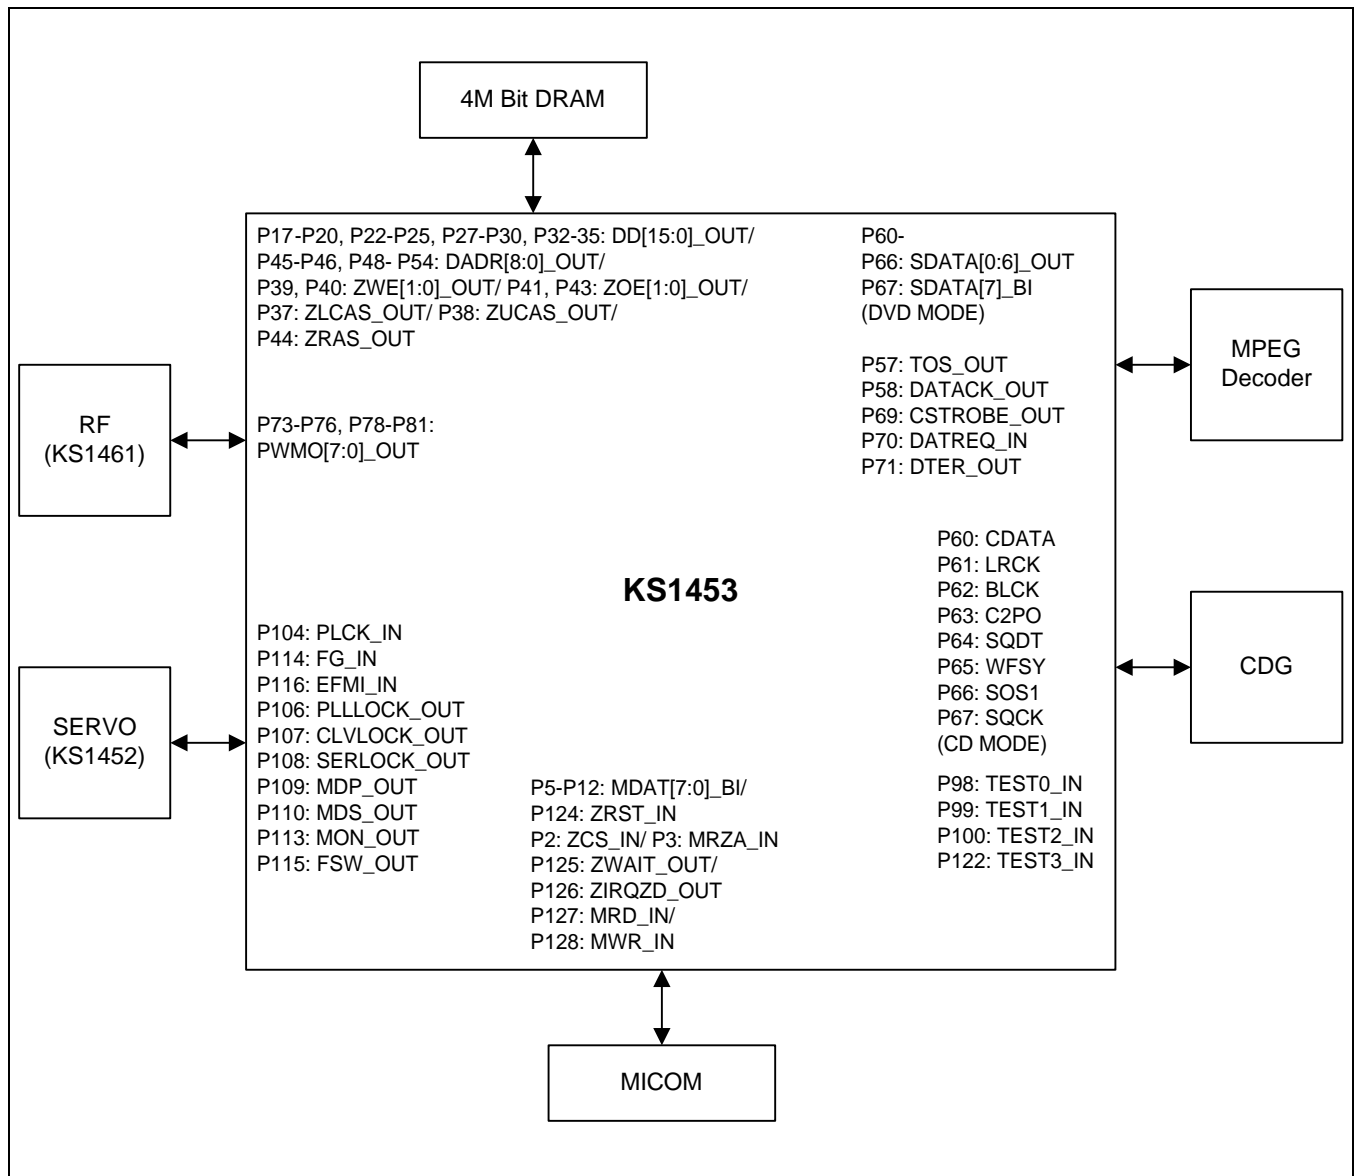 4M Bit DRAM
P17-P20, P22-P25, P27-P30, P32-35: DD[15:0]_OUT/
P45-P46, P48- P54: DADR[8:0]_OUT/
P39, P40: ZWE[1:0]_OUT/ P41, P43: ZOE[1:0]_OUT/
P37: ZLCAS_OUT/ P38: ZUCAS_OUT/
P44: ZRAS_OUT
P60-
P66: SDATA[0:6]_OUT
P67: SDATA[7]_BI
(DVD MODE)
P57: TOS_OUT
P58: DATACK_OUT
P69: CSTROBE_OUT
P70: DATREQ_IN
P71: DTER_OUT
MPEG
Decoder
RF
(KS1461)
P73-P76, P78-P81:
PWMO[7:0]_OUT
KS1453
P60: CDATA
P61: LRCK
P62: BLCK
P63: C2PO
P64: SQDT
P65: WFSY
P66: SOS1
P67: SQCK
(CD MODE)
CDG
P98: TEST0_IN
P99: TEST1_IN
P100: TEST2_IN
P122: TEST3_IN
SERVO
(KS1452)
P104: PLCK_IN
P114: FG_IN
P116: EFMI_IN
P106: PLLLOCK_OUT
P107: CLVLOCK_OUT
P108: SERLOCK_OUT
P109: MDP_OUT
P110: MDS_OUT
P113: MON_OUT
P115: FSW_OUT
P5-P12: MDAT[7:0]_BI/
P124: ZRST_IN
P2: ZCS_IN/ P3: MRZA_IN
P125: ZWAIT_OUT/
P126: ZIRQZD_OUT
P127: MRD_IN/
P128: MWR_IN
MICOM